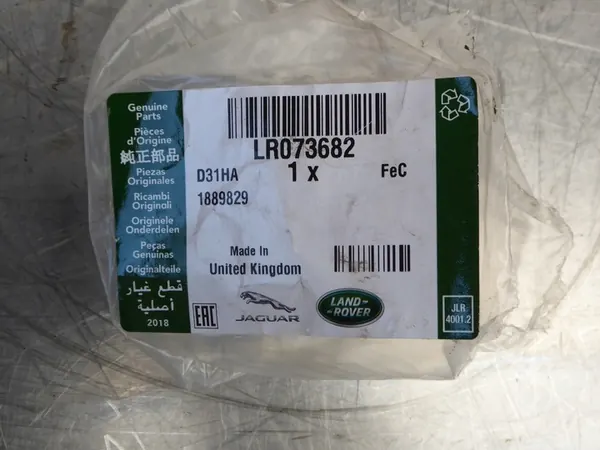 Genuine
Parts
Pièces
d'Origine
純正部品
Piezas
Originales
Ricambi
Originali
Originele
Onderdelen
Peças
Genuínas
Originalteile
قطع غيار
أصلية
2018
LR073682
1 x
D31HA
FeC
1889829
Made In
United Kingdom
EAC
JAGUAR
LAND-
-ROVER
JLR
4001.2